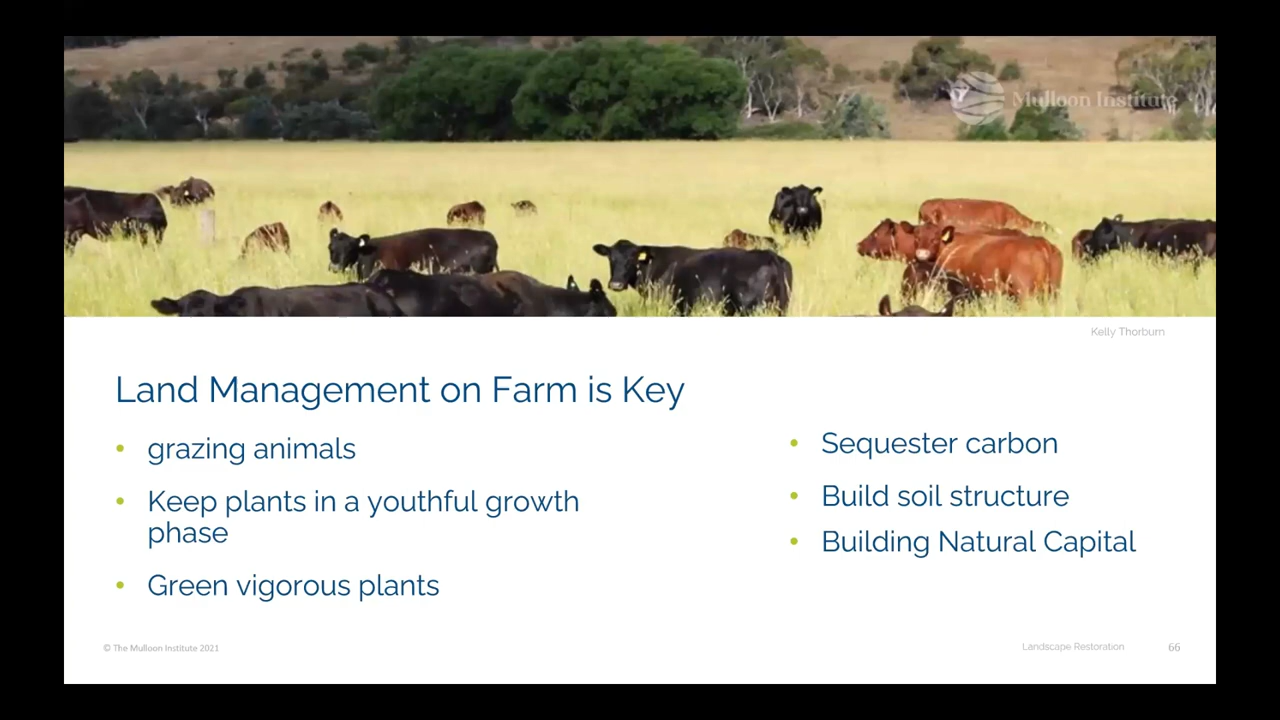 Mulloon Institute
Kelly Thorburn
Land Management on Farm is Key
• grazing animals
• Keep plants in a youthful growth
phase
• Green vigorous plants
• Sequester carbon
• Build soil structure
• Building Natural Capital
© The Mulloon Institute 2021
Landscape Restoration
66